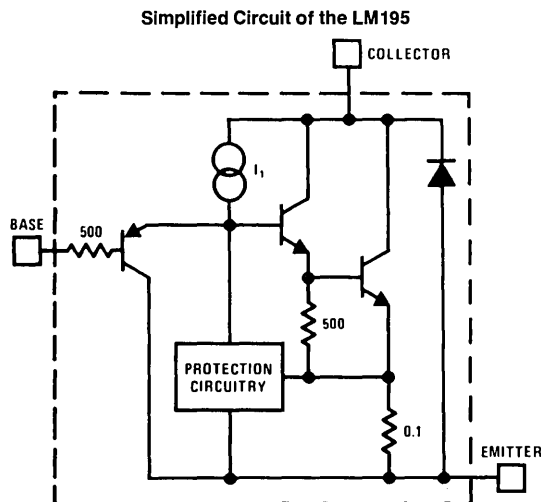 Simplified Circuit of the LM195
COLLECTOR
I₁
BASE
500
500
PROTECTION
CIRCUITRY
0.1
EMITTER